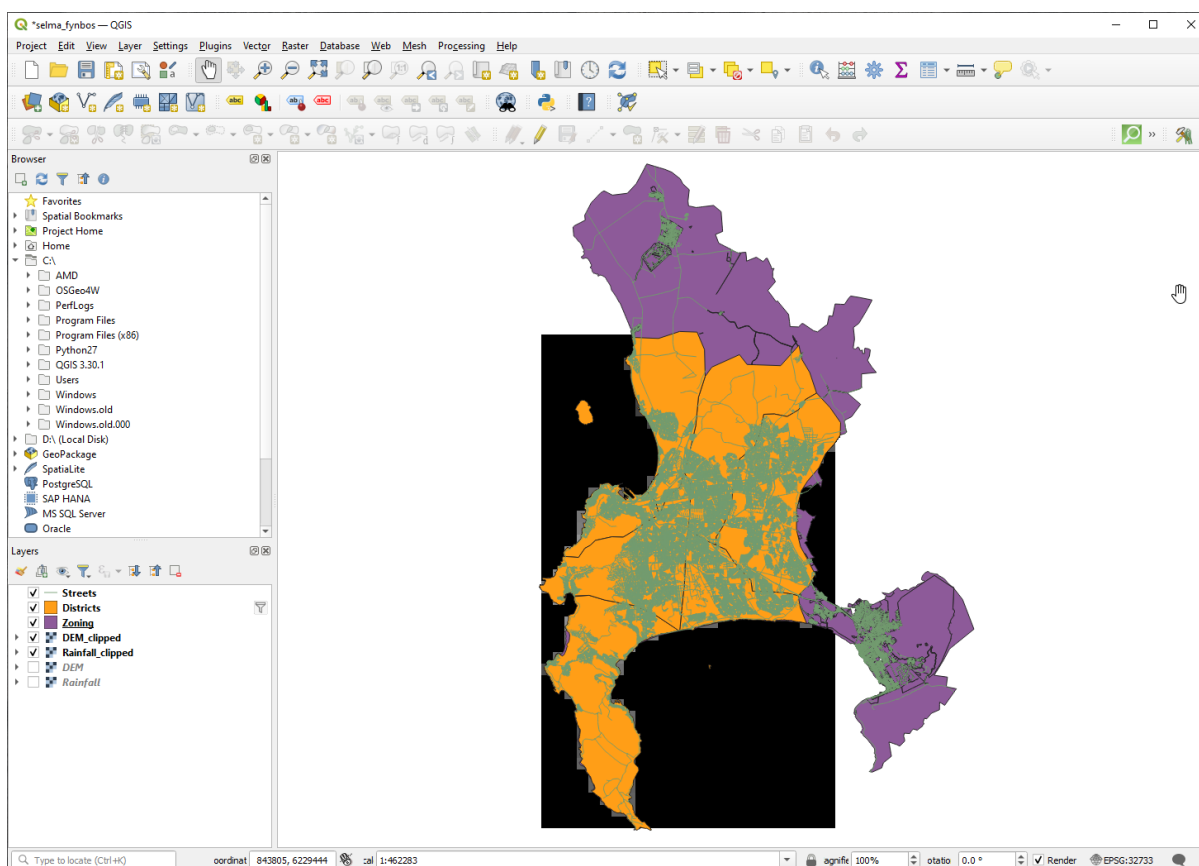 *selma_fynbos — QGIS
Project Edit View Layer Settings Plugins Vector Raster Database Web Mesh Processing Help
abc abc abc
Browser
Favorites
Spatial Bookmarks
Project Home
Home
C:\
AMD
OSGeo4W
PerfLogs
Program Files
Program Files (x86)
Python27
QGIS 3.30.1
Users
Windows
Windows.old
Windows.old.000
D:\ (Local Disk)
GeoPackage
SpatiaLite
PostgreSQL
SAP HANA
MS SQL Server
Oracle
Layers
Streets
Districts
Zoning
DEM_clipped
Rainfall_clipped
DEM
Rainfall
Type to locate (Ctrl+K) oordinat 843805, 6229444 :al 1:462283 agnifie 100% otatio 0.0 ° Render EPSG:32733